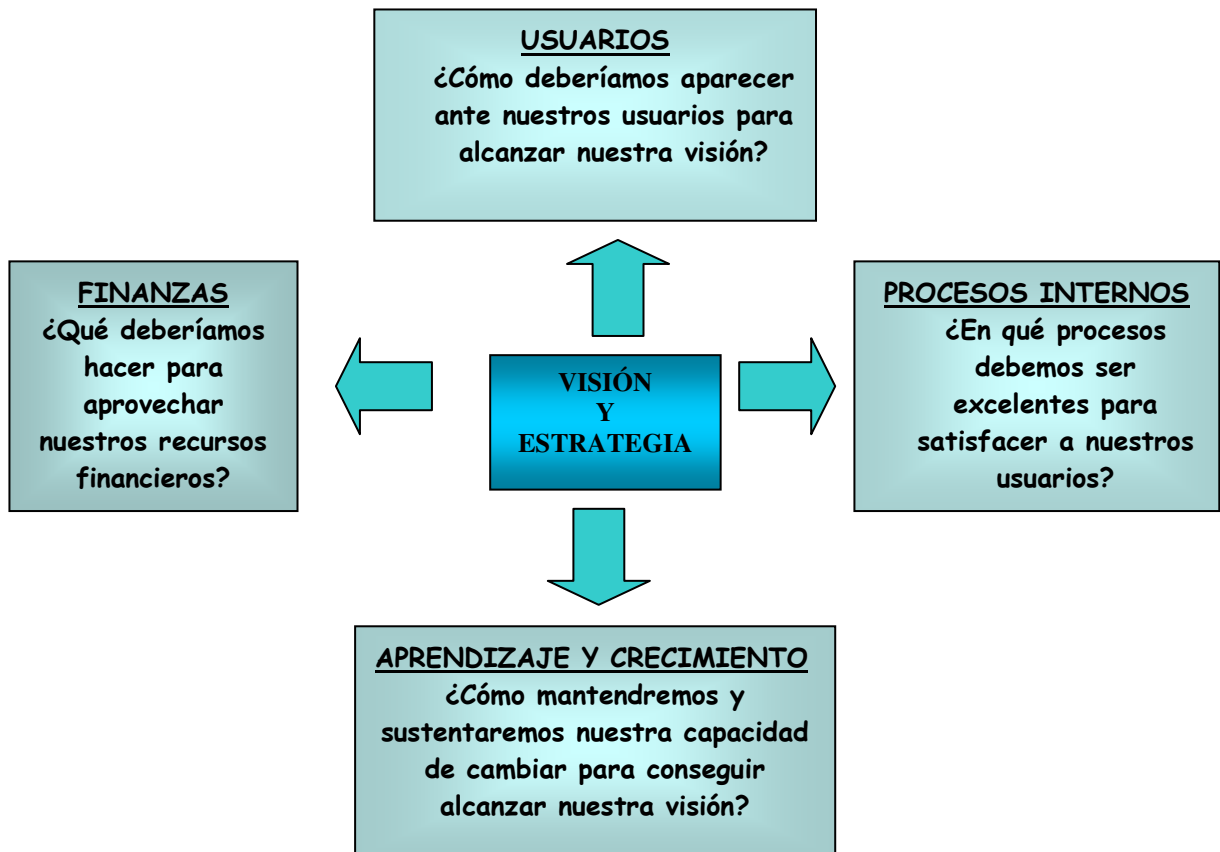 USUARIOS
¿Cómo deberíamos aparecer
ante nuestros usuarios para
alcanzar nuestra visión?
FINANZAS
¿Qué deberíamos
hacer para
aprovechar
nuestros recursos
financieros?
VISIÓN
Y
ESTRATEGIA
PROCESOS INTERNOS
¿En qué procesos
debemos ser
excelentes para
satisfacer a nuestros
usuarios?
APRENDIZAJE Y CRECIMIENTO
¿Cómo mantendremos y
sustentaremos nuestra capacidad
de cambiar para conseguir
alcanzar nuestra visión?